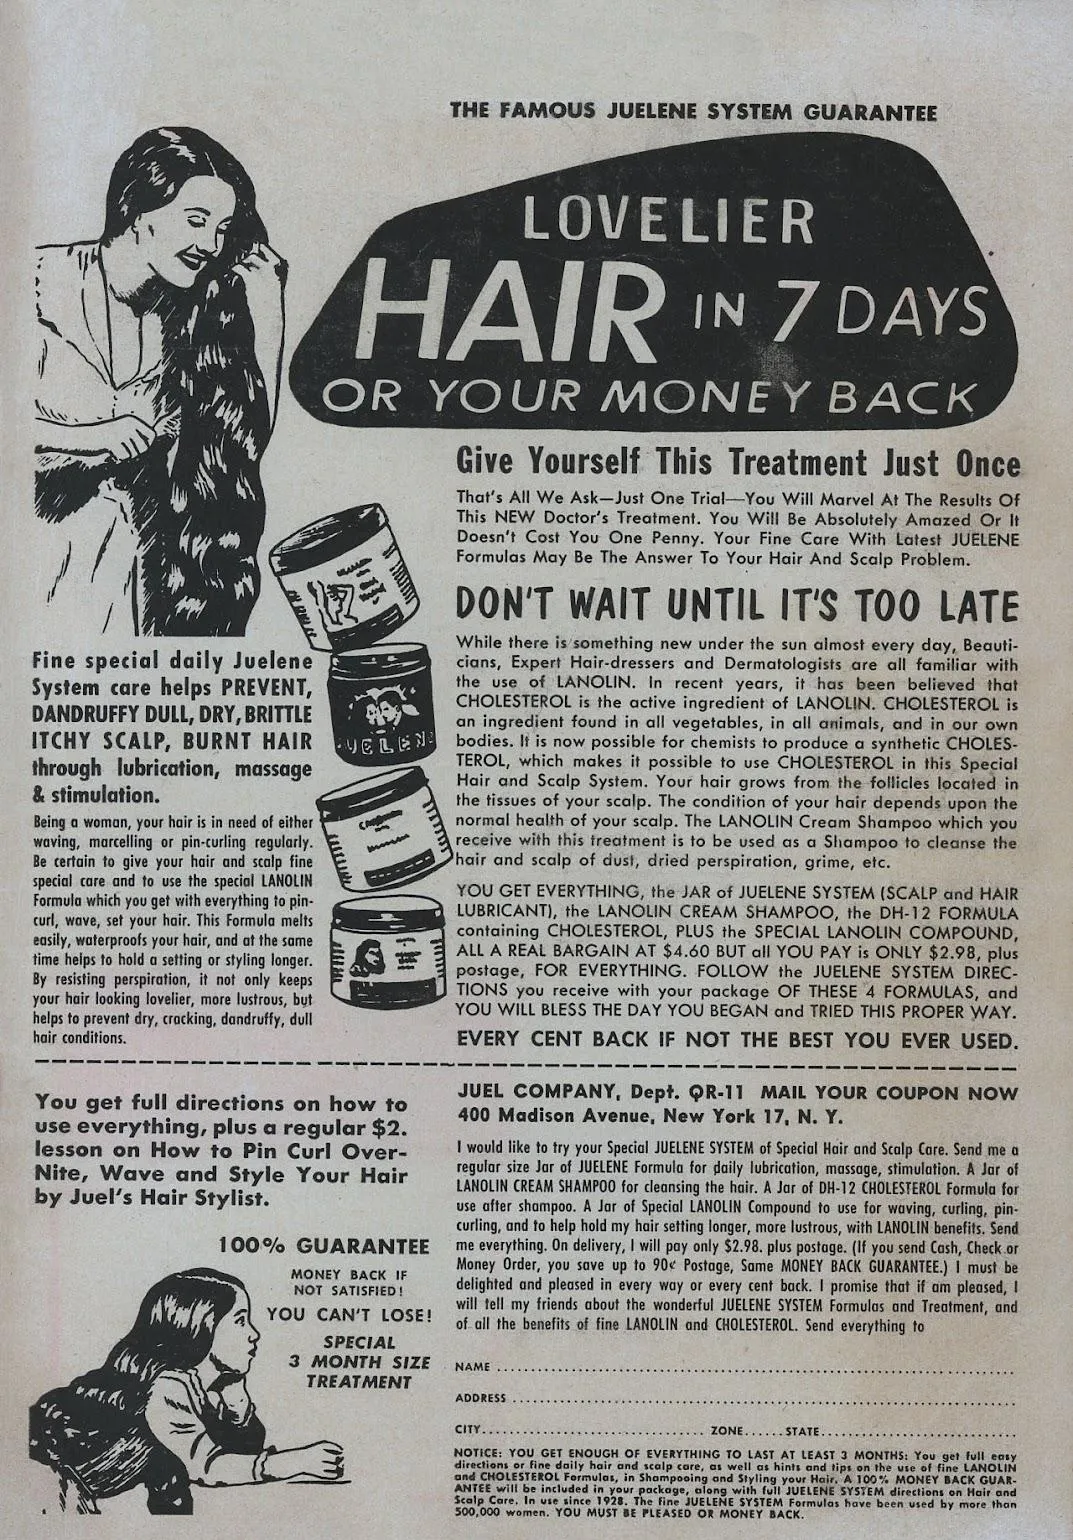 THE FAMOUS JUELENE SYSTEM GUARANTEE
LOVELIER
HAIR IN 7 DAYS
OR YOUR MONEY BACK
Give Yourself This Treatment Just Once
That's All We Ask—Just One Trial—You Will Marvel At The Results Of
This NEW Doctor's Treatment. You Will Be Absolutely Amazed Or It
Doesn't Cost You One Penny. Your Fine Care With Latest JUELENE
Formulas May Be The Answer To Your Hair And Scalp Problem.
DON'T WAIT UNTIL IT'S TOO LATE
While there is something new under the sun almost every day, Beauti-
cians, Expert Hair-dressers and Dermatologists are all familiar with
the use of LANOLIN. In recent years, it has been believed that
CHOLESTEROL is the active ingredient of LANOLIN. CHOLESTEROL is
an ingredient found in all vegetables, in all animals, and in our own
bodies. It is now possible for chemists to produce a synthetic CHOLES-
TEROL, which makes it possible to use CHOLESTEROL in this Special
Hair and Scalp System. Your hair grows from the follicles located in
the tissues of your scalp. The condition of your hair depends upon the
normal health of your scalp. The LANOLIN Cream Shampoo which you
receive with this treatment is to be used as a Shampoo to cleanse the
hair and scalp of dust, dried perspiration, grime, etc.
YOU GET EVERYTHING, the JAR of JUELENE SYSTEM (SCALP and HAIR
LUBRICANT), the LANOLIN CREAM SHAMPOO, the DH-12 FORMULA
containing CHOLESTEROL, PLUS the SPECIAL LANOLIN COMPOUND,
ALL A REAL BARGAIN AT $4.60 BUT all YOU PAY is ONLY $2.98, plus
postage, FOR EVERYTHING. FOLLOW the JUELENE SYSTEM DIREC-
TIONS you receive with your package OF THESE 4 FORMULAS, and
YOU WILL BLESS THE DAY YOU BEGAN and TRIED THIS PROPER WAY.
EVERY CENT BACK IF NOT THE BEST YOU EVER USED.
Fine special daily Juelene
System care helps PREVENT,
DANDRUFFY DULL, DRY, BRITTLE
ITCHY SCALP, BURNT HAIR
through lubrication, massage
& stimulation.
Being a woman, your hair is in need of either
waving, marcelling or pin-curling regularly.
Be certain to give your hair and scalp fine
special care and to use the special LANOLIN
Formula which you get with everything to pin-
curl, wave, set your hair. This Formula melts
easily, waterproofs your hair, and at the same
time helps to hold a setting or styling longer.
By resisting perspiration, it not only keeps
your hair looking lovelier, more lustrous, but
helps to prevent dry, cracking, dandruffy, dull
hair conditions.
JUELENE
You get full directions on how to
use everything, plus a regular $2.
lesson on How to Pin Curl Over-
Nite, Wave and Style Your Hair
by Juel's Hair Stylist.
100% GUARANTEE
MONEY BACK IF
NOT SATISFIED!
YOU CAN'T LOSE!
SPECIAL
3 MONTH SIZE
TREATMENT
JUEL COMPANY, Dept. QR-11 MAIL YOUR COUPON NOW
400 Madison Avenue, New York 17, N. Y.
I would like to try your Special JUELENE SYSTEM of Special Hair and Scalp Care. Send me a
regular size Jar of JUELENE Formula for daily lubrication, massage, stimulation. A Jar of
LANOLIN CREAM SHAMPOO for cleansing the hair. A Jar of DH-12 CHOLESTEROL Formula for
use after shampoo. A Jar of Special LANOLIN Compound to use for waving, curling, pin-
curling, and to help hold my hair setting longer, more lustrous, with LANOLIN benefits. Send
me everything. On delivery, I will pay only $2.98. plus postage. (If you send Cash, Check or
Money Order, you save up to 90¢ Postage, Same MONEY BACK GUARANTEE.) I must be
delighted and pleased in every way or every cent back. I promise that if am pleased, I
will tell my friends about the wonderful JUELENE SYSTEM Formulas and Treatment, and
of all the benefits of fine LANOLIN and CHOLESTEROL. Send everything to
NAME
ADDRESS
CITY ZONE STATE
NOTICE: YOU GET ENOUGH OF EVERYTHING TO LAST AT LEAST 3 MONTHS: You get full easy
directions or fine daily hair and scalp care, as well as hints and tips on the use of fine LANOLIN
and CHOLESTEROL Formulas, in Shampooing and Styling your Hair. A 100% MONEY BACK GUAR-
ANTEE will be included in your package, along with full JUELENE SYSTEM directions on Hair and
Scalp Care. In use since 1928. The fine JUELENE SYSTEM Formulas have been used by more than
500,000 women. YOU MUST BE PLEASED OR MONEY BACK.